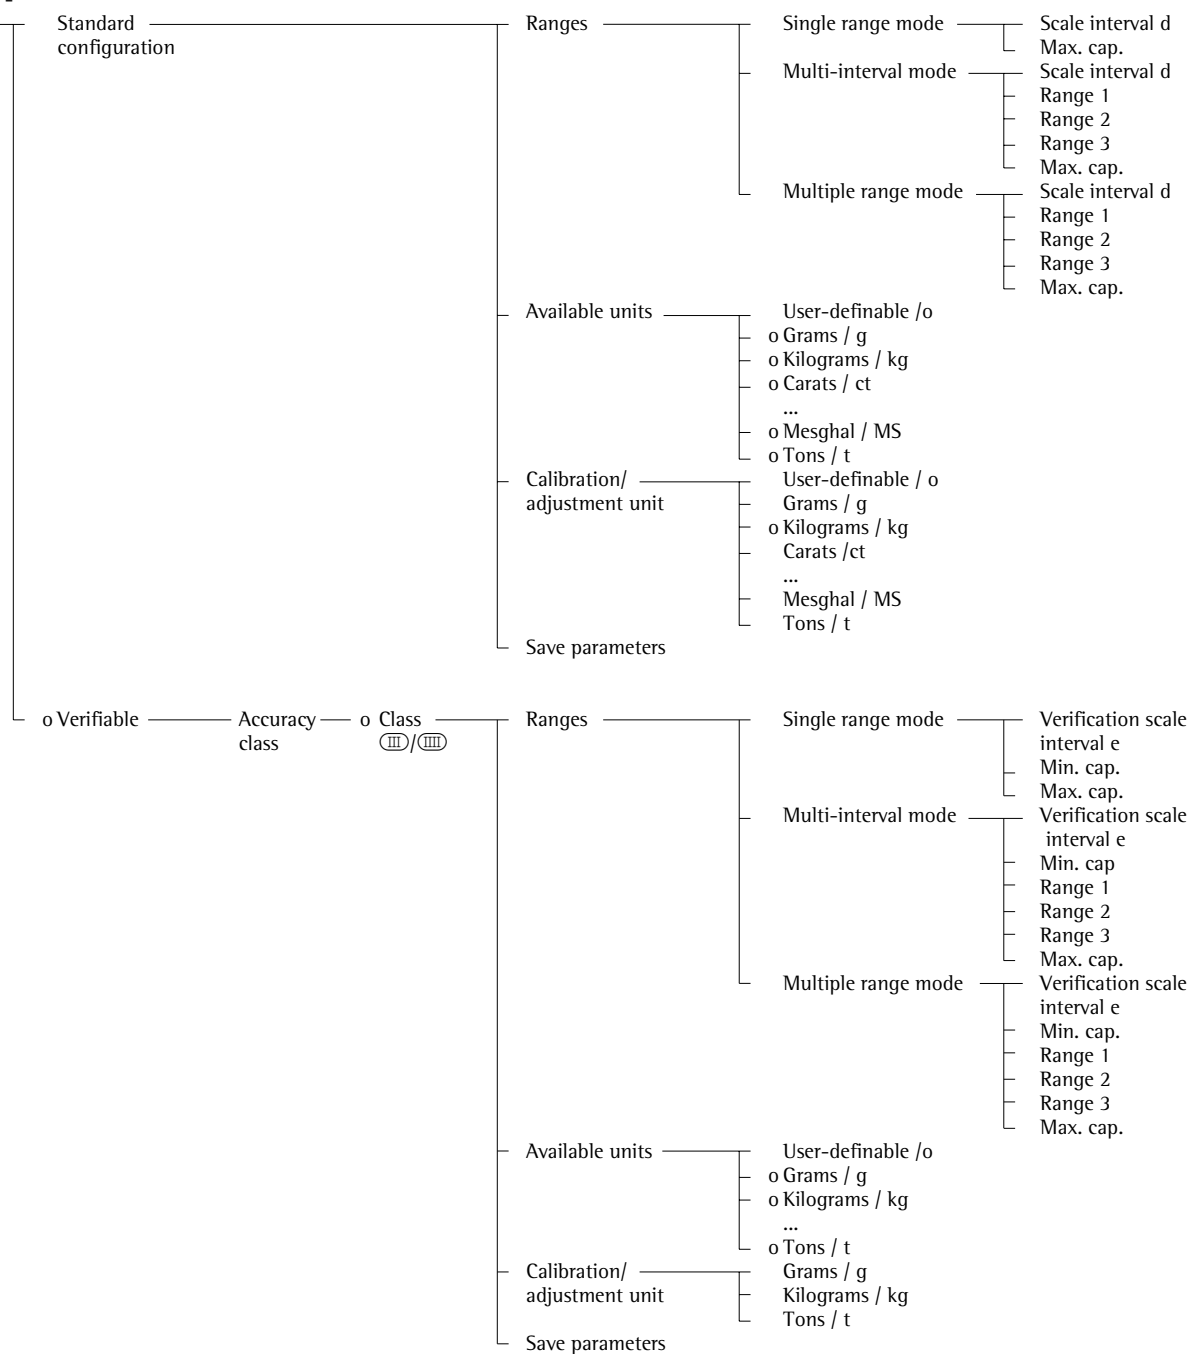 Standard Ranges Single range mode Scale interval d
configuration Max. cap.
Multi-interval mode Scale interval d
Range 1
Range 2
Range 3
Max. cap.
Multiple range mode Scale interval d
Range 1
Range 2
Range 3
Max. cap.
Available units User-definable /o
o Grams / g
o Kilograms / kg
o Carats / ct
...
o Mesghal / MS
o Tons / t
Calibration/ User-definable / o
adjustment unit Grams / g
o Kilograms / kg
Carats /ct
...
Mesghal / MS
Tons / t
Save parameters
o Verifiable Accuracy o Class Ranges Single range mode Verification scale
class (III)/(IIII) interval e
Min. cap.
Max. cap.
Multi-interval mode Verification scale
interval e
Min. cap
Range 1
Range 2
Range 3
Max. cap.
Multiple range mode Verification scale
interval e
Min. cap.
Range 1
Range 2
Range 3
Max. cap.
Available units User-definable /o
o Grams / g
o Kilograms / kg
...
o Tons / t
Calibration/ Grams / g
adjustment unit Kilograms / kg
Tons / t
Save parameters